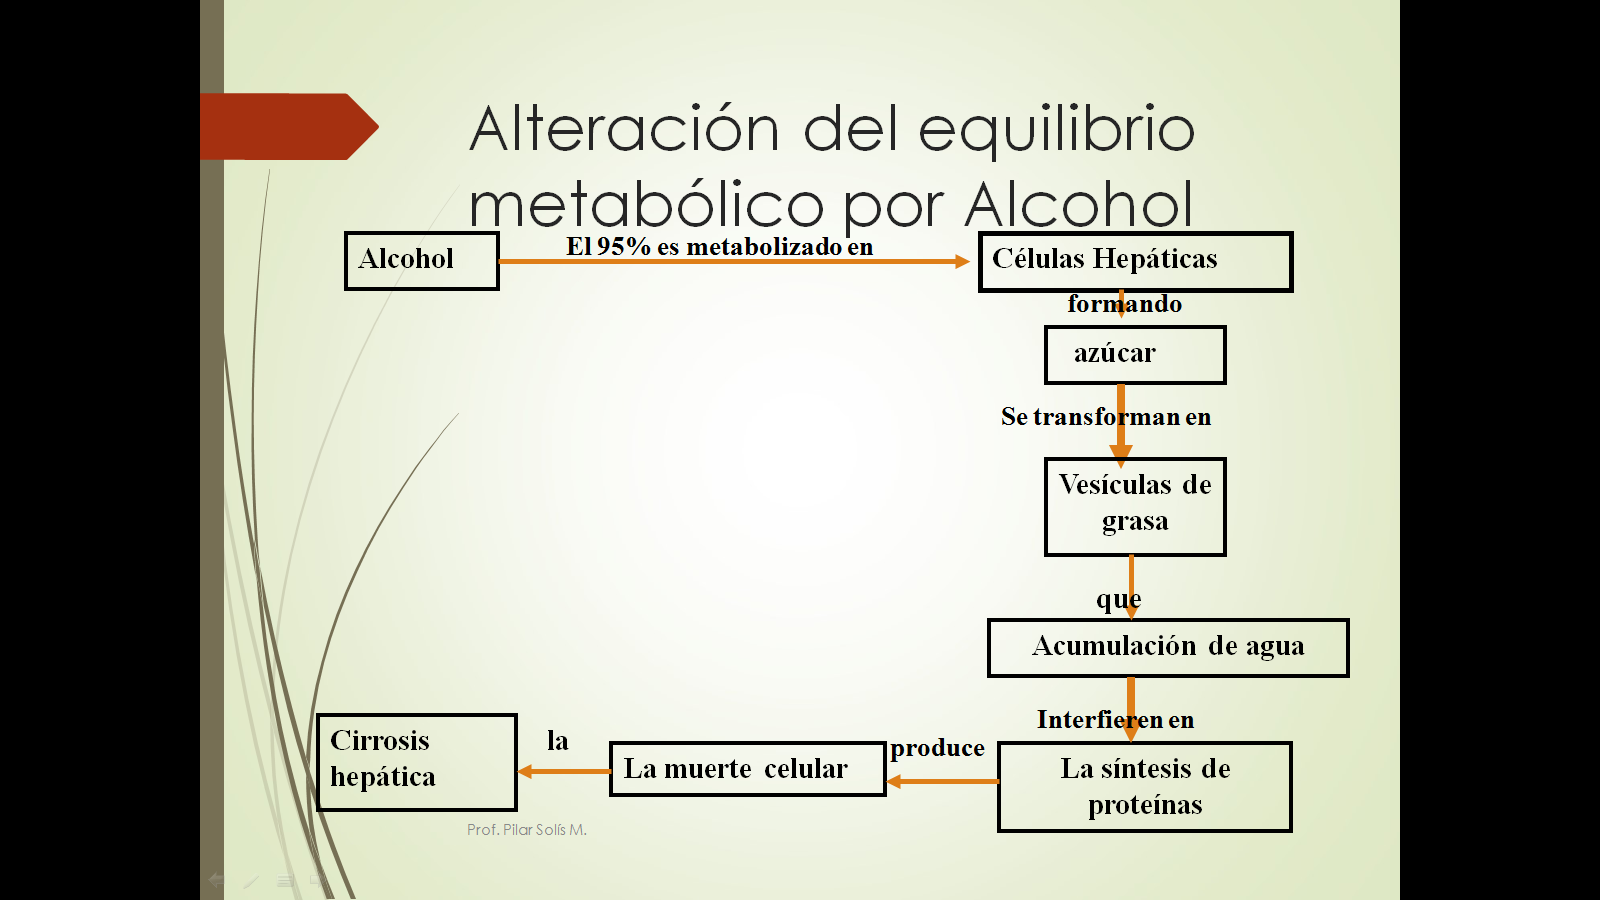 Alteración del equilibrio
metabólico por Alcohol
Alcohol
El 95% es metabolizado en
Células Hepáticas
formando
azúcar
Se transforman en
Vesículas de
grasa
que
Acumulación de agua
Interfieren en
La síntesis de
proteínas
produce
La muerte celular
la
Cirrosis
hepática
Prof. Pilar Solís M.